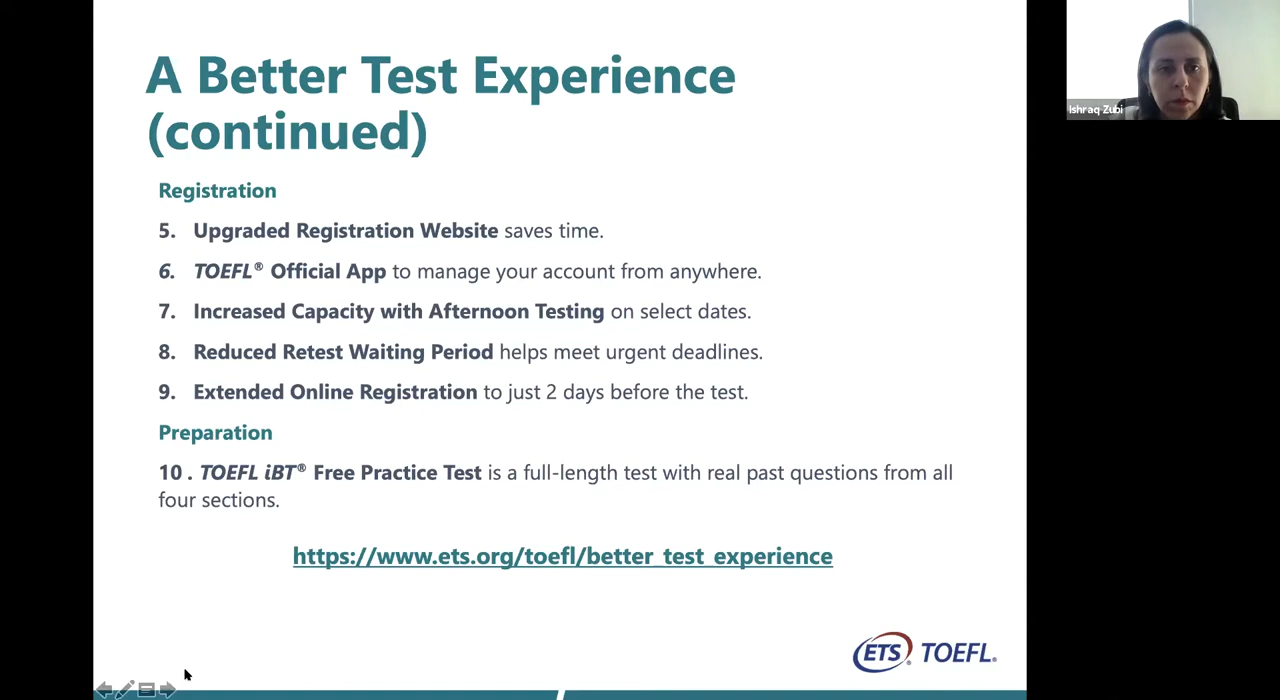 A Better Test Experience
(continued)
Ishraq Zubi
Registration
5. Upgraded Registration Website saves time.
6. TOEFL® Official App to manage your account from anywhere.
7. Increased Capacity with Afternoon Testing on select dates.
8. Reduced Retest Waiting Period helps meet urgent deadlines.
9. Extended Online Registration to just 2 days before the test.
Preparation
10 . TOEFL iBT® Free Practice Test is a full-length test with real past questions from all
four sections.
https://www.ets.org/toefl/better_test_experience
ETS® TOEFL®